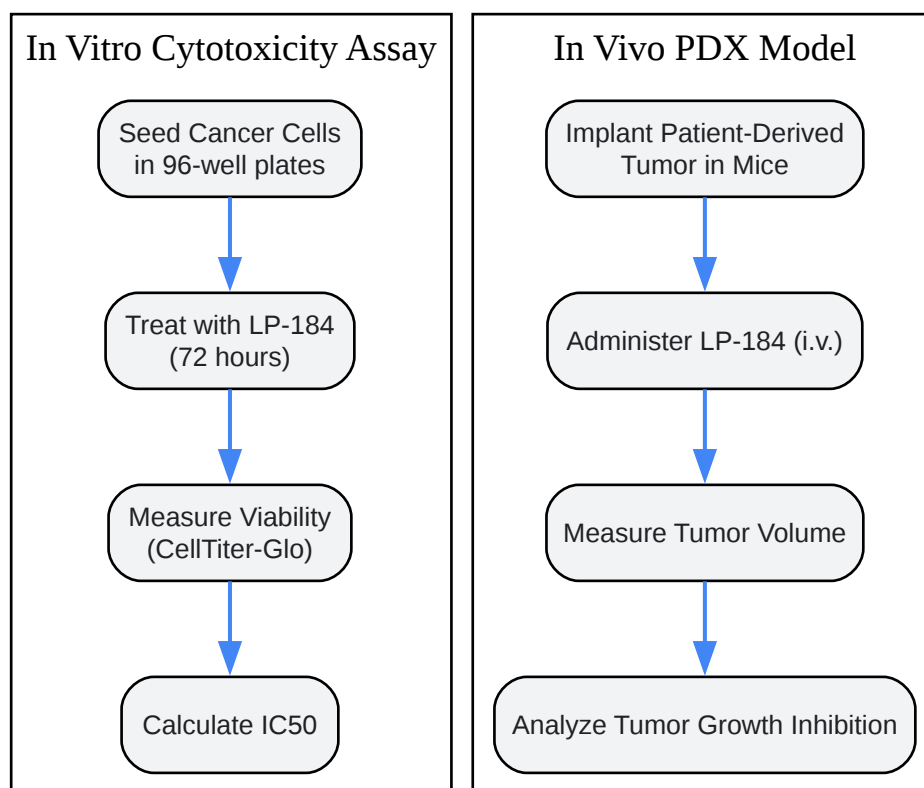 In Vitro Cytotoxicity Assay
Seed Cancer Cells
in 96-well plates
Treat with LP-184
(72 hours)
Measure Viability
(CellTiter-Glo)
Calculate IC50
In Vivo PDX Model
Implant Patient-Derived
Tumor in Mice
Administer LP-184 (i.v.)
Measure Tumor Volume
Analyze Tumor Growth Inhibition